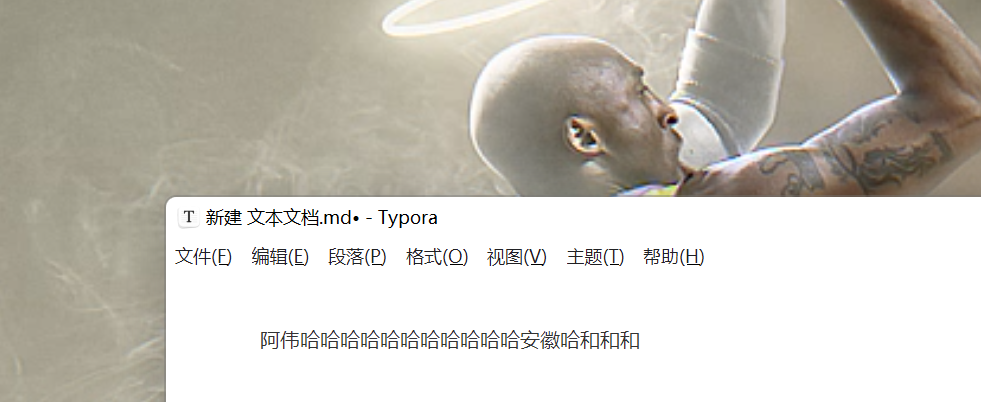 T 新建 文本文档.md• - Typora
文件(F) 编辑(E) 段落(P) 格式(O) 视图(V) 主题(T) 帮助(H)
阿伟哈哈哈哈哈哈哈哈哈哈哈安徽哈和和和